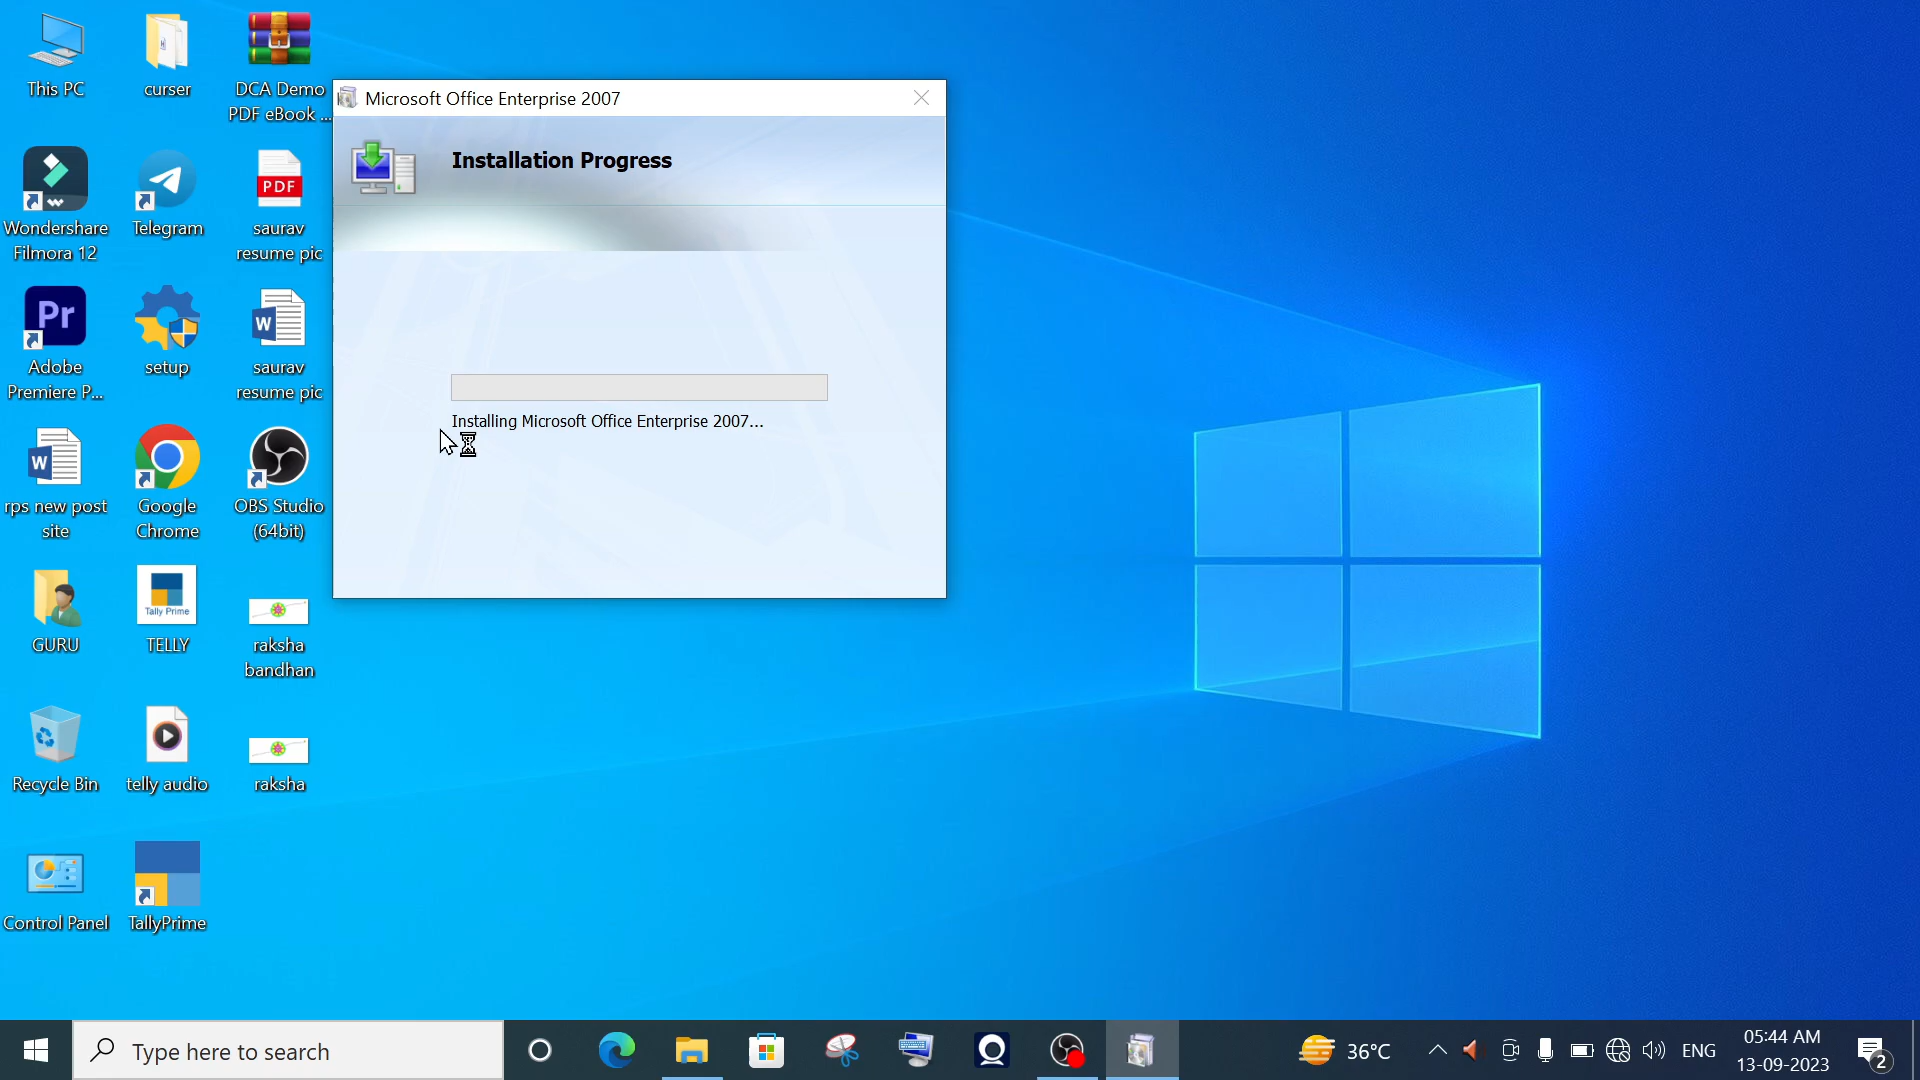 This PC
curser
DCA Demo
PDF eBook ...
Wondershare
Filmora 12
Telegram
PDF
saurav
resume pic
Pr
Adobe
Premiere P...
setup
W
saurav
resume pic
W
rps new post
site
Google
Chrome
OBS Studio
(64bit)
GURU
Tally Prime
TELLY
raksha
bandhan
Recycle Bin
telly audio
raksha
Control Panel
TallyPrime
Microsoft Office Enterprise 2007
Installation Progress
Installing Microsoft Office Enterprise 2007...
Type here to search
36°C
ENG
05:44 AM
13-09-2023
2